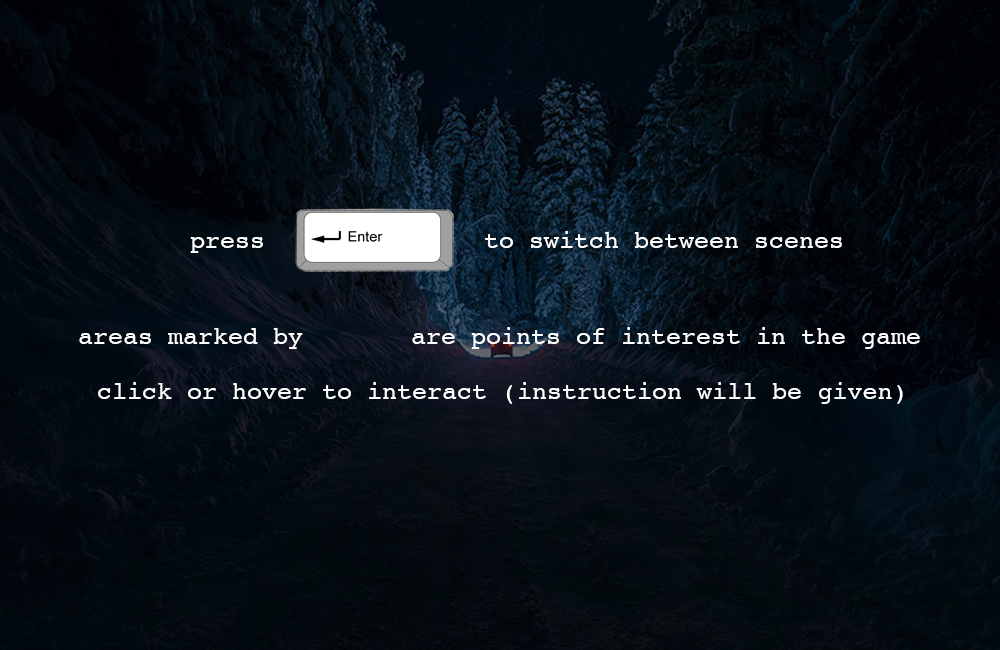 press Enter to switch between scenes
areas marked by are points of interest in the game
click or hover to interact (instruction will be given)